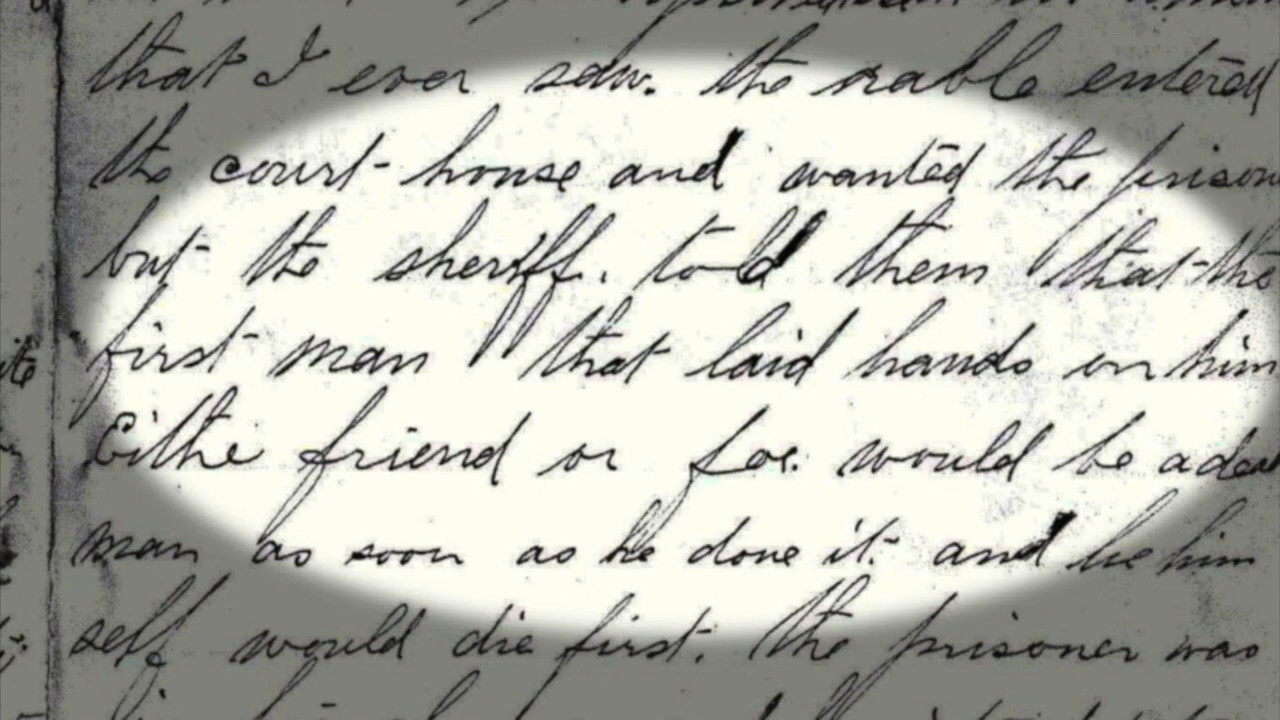 that I ever saw. the rable entered
the court-house and wanted the prison
but the sheriff. told them that the
first man that laid hands on him
Eithe friend or foe. would be a dead
man as soon as he done it. and he him
self would die first. the prisoner was